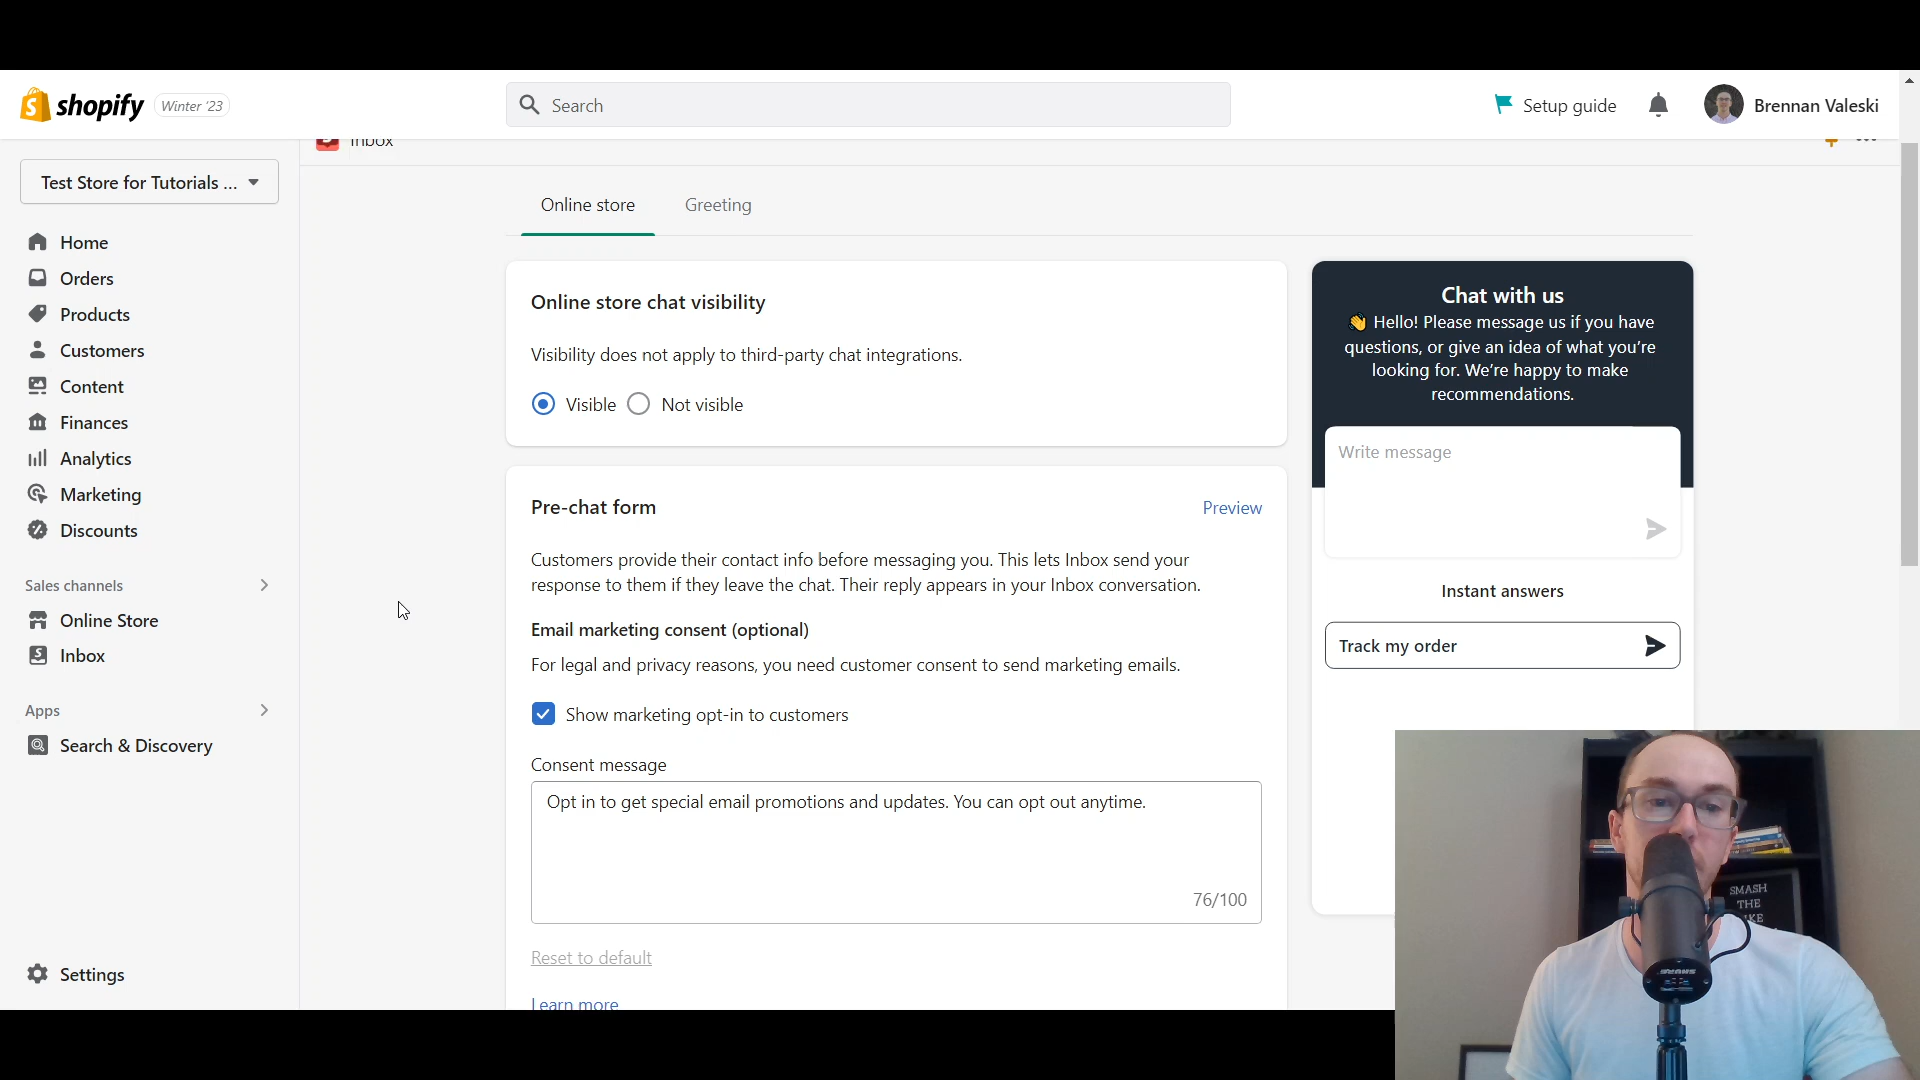 shopify
Winter '23
Search
Setup guide
Brennan Valeski
Inbox
Test Store for Tutorials ...
Home
Orders
Products
Customers
Content
Finances
Analytics
Marketing
Discounts
Sales channels
Online Store
Inbox
Apps
Search & Discovery
Settings
Online store
Greeting
Online store chat visibility
Visibility does not apply to third-party chat integrations.
Visible
Not visible
Pre-chat form
Preview
Customers provide their contact info before messaging you. This lets Inbox send your
response to them if they leave the chat. Their reply appears in your Inbox conversation.
Email marketing consent (optional)
For legal and privacy reasons, you need customer consent to send marketing emails.
Show marketing opt-in to customers
Consent message
Opt in to get special email promotions and updates. You can opt out anytime.
76/100
Reset to default
Learn more
Chat with us
👋 Hello! Please message us if you have
questions, or give an idea of what you're
looking for. We're happy to make
recommendations.
Write message
Instant answers
Track my order
SMASH
THE